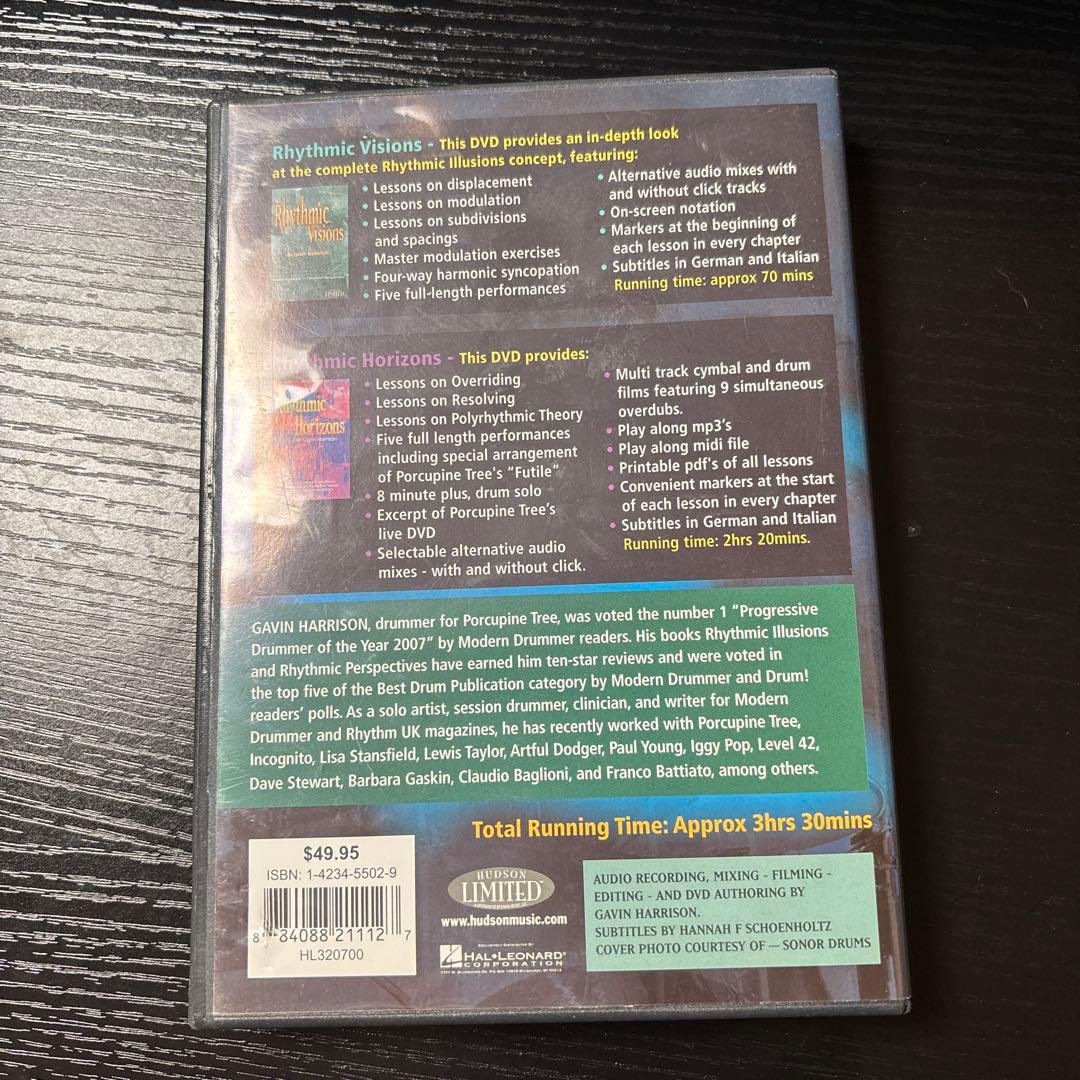 Rhythmic Visions - This DVD provides an in-depth look
at the complete Rhythmic Illusions concept, featuring:
Rhythmic
Visions
• Lessons on displacement
• Lessons on modulation
• Lessons on subdivisions
and spacings
• Master modulation exercises
• Four-way harmonic syncopation
• Five full-length performances
• Alternative audio mixes with
and without click tracks
• On-screen notation
• Markers at the beginning of
each lesson in every chapter
• Subtitles in German and Italian
Running time: approx 70 mins
Rhythmic Horizons - This DVD provides:
Rhythmic
Horizons
• Lessons on Overriding
• Lessons on Resolving
• Lessons on Polyrhythmic Theory
• Five full length performances
including special arrangement
of Porcupine Tree's "Futile"
• 8 minute plus, drum solo
• Excerpt of Porcupine Tree's
live DVD
• Selectable alternative audio
mixes - with and without click.
• Multi track cymbal and drum
films featuring 9 simultaneous
overdubs.
• Play along mp3's
• Play along midi file
• Printable pdf's of all lessons
• Convenient markers at the start
of each lesson in every chapter
• Subtitles in German and Italian
Running time: 2hrs 20mins.
GAVIN HARRISON, drummer for Porcupine Tree, was voted the number 1 "Progressive
Drummer of the Year 2007" by Modern Drummer readers. His books Rhythmic Illusions
and Rhythmic Perspectives have earned him ten-star reviews and were voted in
the top five of the Best Drum Publication category by Modern Drummer and Drum!
readers' polls. As a solo artist, session drummer, clinician, and writer for Modern
Drummer and Rhythm UK magazines, he has recently worked with Porcupine Tree,
Incognito, Lisa Stansfield, Lewis Taylor, Artful Dodger, Paul Young, Iggy Pop, Level 42,
Dave Stewart, Barbara Gaskin, Claudio Baglioni, and Franco Battiato, among others.
Total Running Time: Approx 3hrs 30mins
$49.95
ISBN: 1-4234-5502-9
8 84088 21112 7
HL320700
HUDSON
LIMITED
www.hudsonmusic.com
EXCLUSIVELY DISTRIBUTED BY
HAL•LEONARD®
CORPORATION
AUDIO RECORDING, MIXING - FILMING -
EDITING - AND DVD AUTHORING BY
GAVIN HARRISON.
SUBTITLES BY HANNAH F SCHOENHOLTZ
COVER PHOTO COURTESY OF — SONOR DRUMS